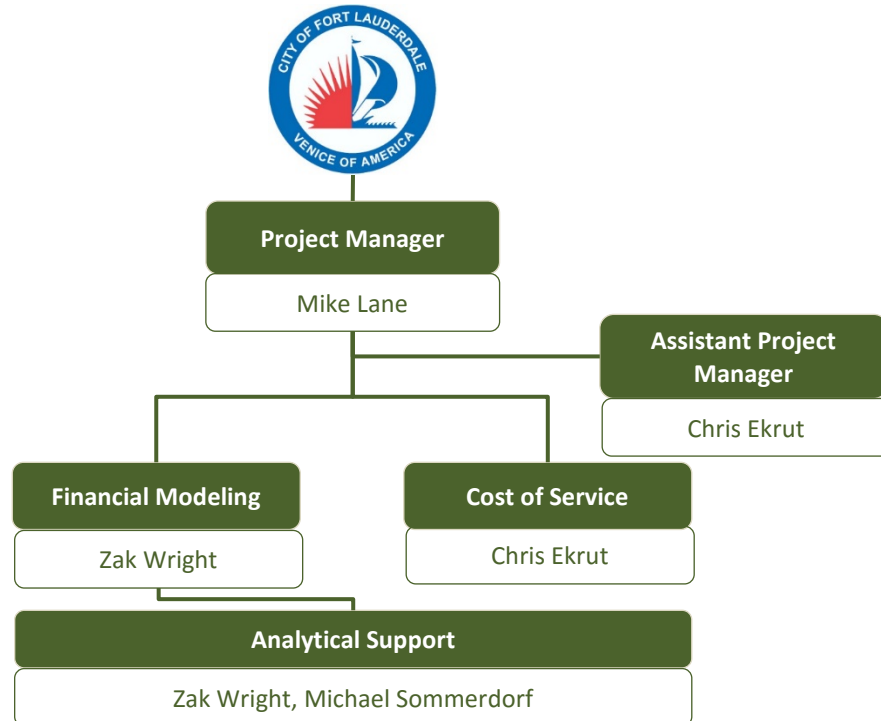 CITY OF FORT LAUDERDALE
VENICE OF AMERICA
Project Manager
Mike Lane
Assistant Project
Manager
Chris Ekrut
Financial Modeling
Zak Wright
Cost of Service
Chris Ekrut
Analytical Support
Zak Wright, Michael Sommerdorf